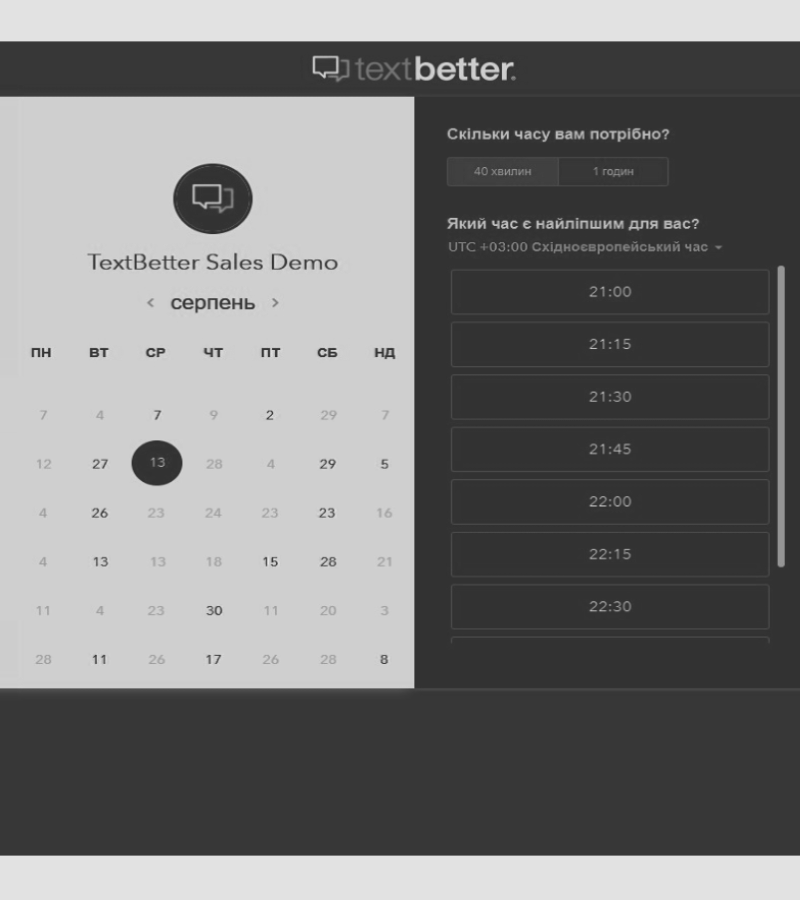 textbetter.
TextBetter Sales Demo
серпень
ПН ВТ СР ЧТ ПТ СБ НД
7 4 7 9 2 29 7
12 27 13 28 4 29 5
4 26 23 24 23 23 16
4 13 13 18 15 28 21
11 4 23 30 11 20 3
28 11 26 17 26 28 8
Скільки часу вам потрібно?
40 хвилин 1 годин
Який час є найліпшим для вас?
UTC +03:00 Східноєвропейський час
21:00
21:15
21:30
21:45
22:00
22:15
22:30